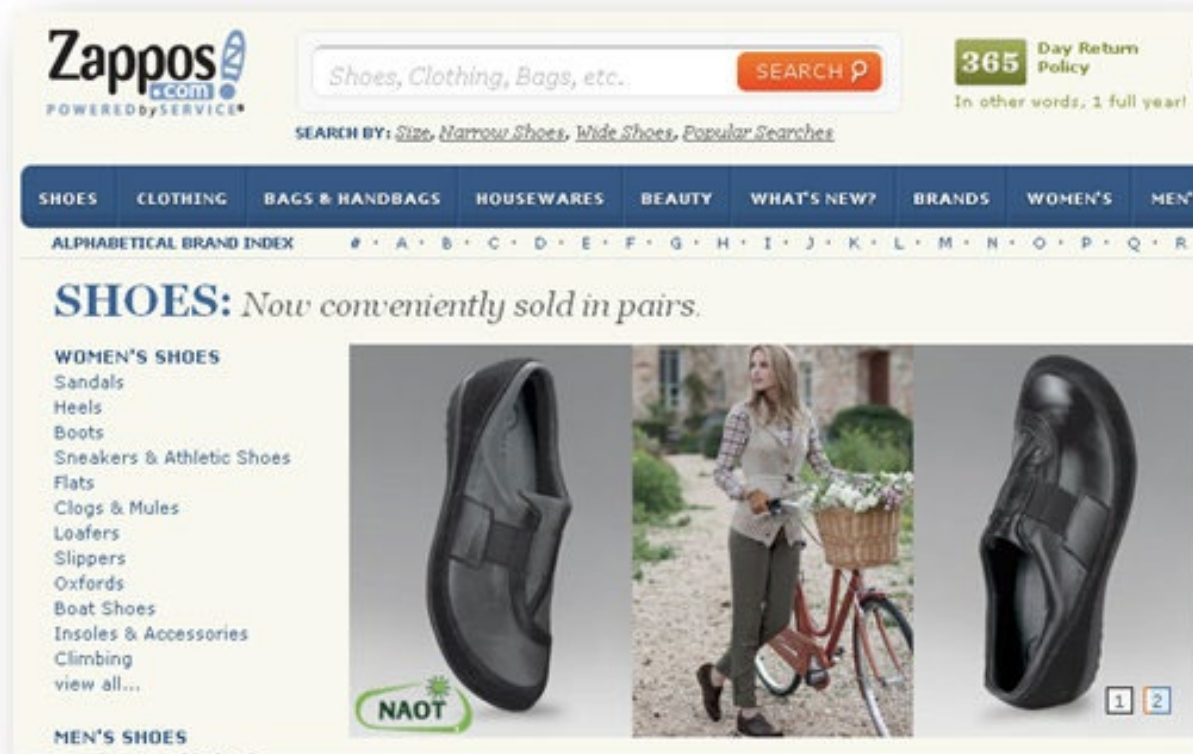 Zappos
.com
POWERED by SERVICE®
Shoes, Clothing, Bags, etc.
SEARCH
365 Day Return Policy
In other words, 1 full year!
SEARCH BY: Size, Narrow Shoes, Wide Shoes, Popular Searches
SHOES CLOTHING BAGS & HANDBAGS HOUSEWARES BEAUTY WHAT'S NEW? BRANDS WOMEN'S MEN'
ALPHABETICAL BRAND INDEX # · A · B · C · D · E · F · G · H · I · J · K · L · M · N · O · P · Q · R
SHOES: Now conveniently sold in pairs.
WOMEN'S SHOES
Sandals
Heels
Boots
Sneakers & Athletic Shoes
Flats
Clogs & Mules
Loafers
Slippers
Oxfords
Boat Shoes
Insoles & Accessories
Climbing
view all...
NAOT
1 2
MEN'S SHOES